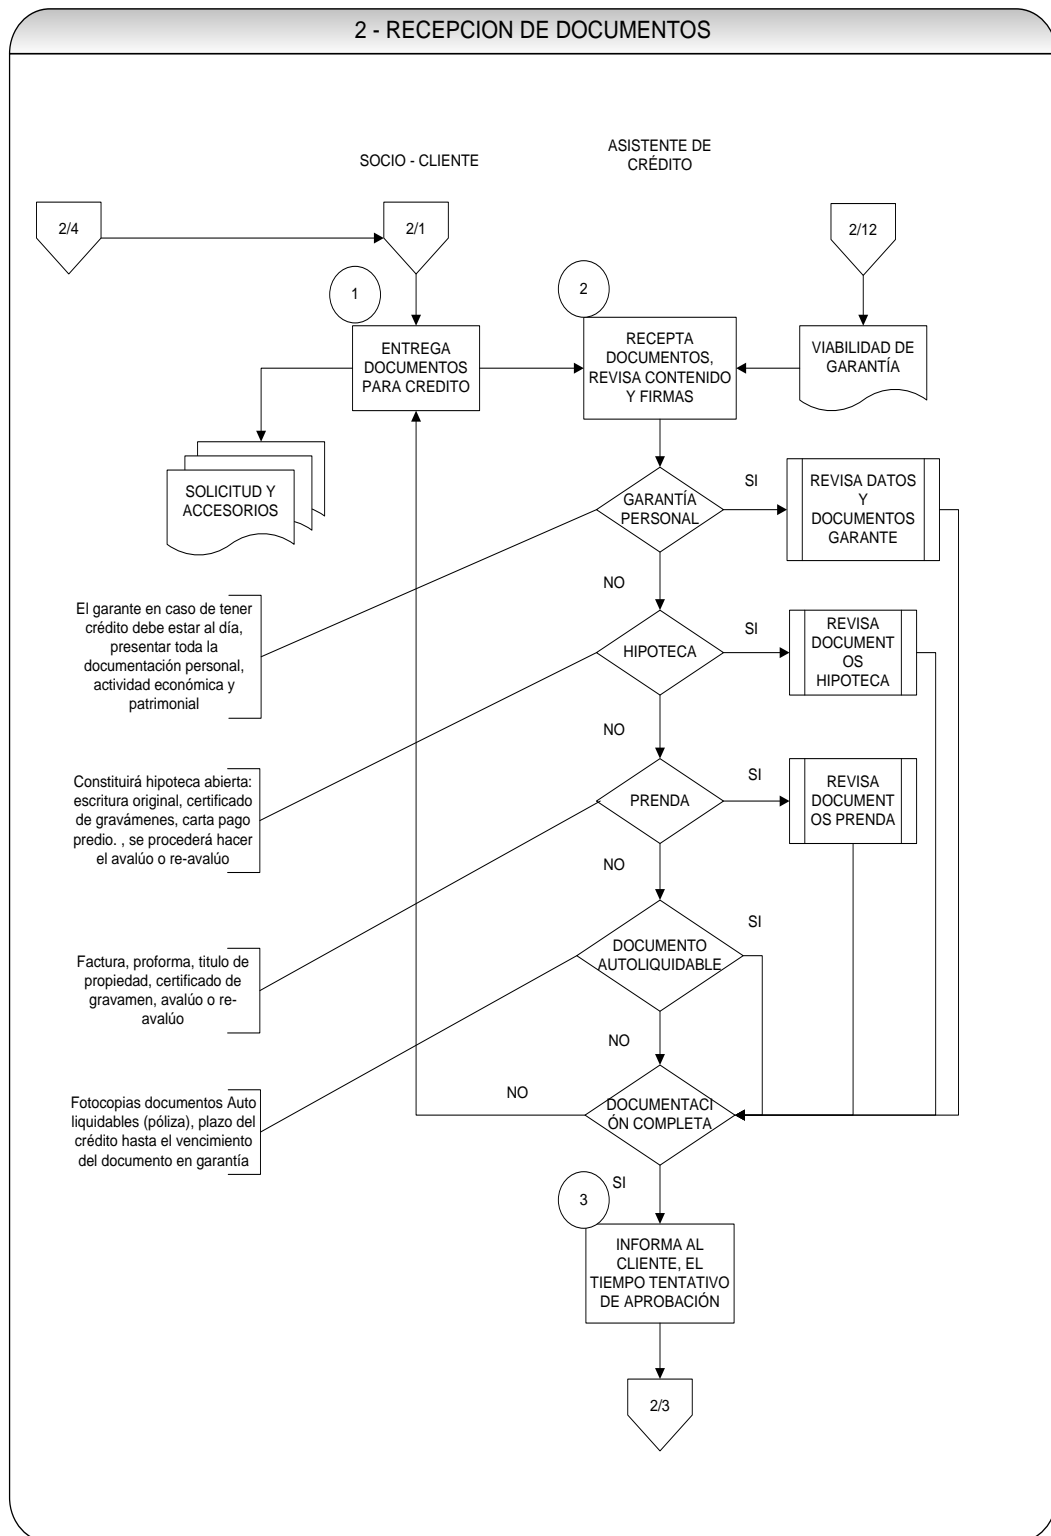 2 - RECEPCION DE DOCUMENTOS
SOCIO - CLIENTE
ASISTENTE DE
CRÉDITO
2/4
2/1
2/12
1
2
ENTREGA
DOCUMENTOS
PARA CREDITO
RECEPTA
DOCUMENTOS,
REVISA CONTENIDO
Y FIRMAS
VIABILIDAD DE
GARANTÍA
SOLICITUD Y
ACCESORIOS
GARANTÍA
PERSONAL
SI
REVISA DATOS
Y
DOCUMENTOS
GARANTE
NO
El garante en caso de tener
crédito debe estar al día,
presentar toda la
documentación personal,
actividad económica y
patrimonial
HIPOTECA
SI
REVISA
DOCUMENT
OS
HIPOTECA
NO
Constituirá hipoteca abierta:
escritura original, certificado
de gravámenes, carta pago
predio. , se procederá hacer
el avalúo o re-avalúo
PRENDA
SI
REVISA
DOCUMENT
OS PRENDA
NO
Factura, proforma, titulo de
propiedad, certificado de
gravamen, avalúo o re-
avalúo
DOCUMENTO
AUTOLIQUIDABLE
SI
NO
Fotocopias documentos Auto
liquidables (póliza), plazo del
crédito hasta el vencimiento
del documento en garantía
NO
DOCUMENTACI
ÓN COMPLETA
SI
3
INFORMA AL
CLIENTE, EL
TIEMPO TENTATIVO
DE APROBACIÓN
2/3